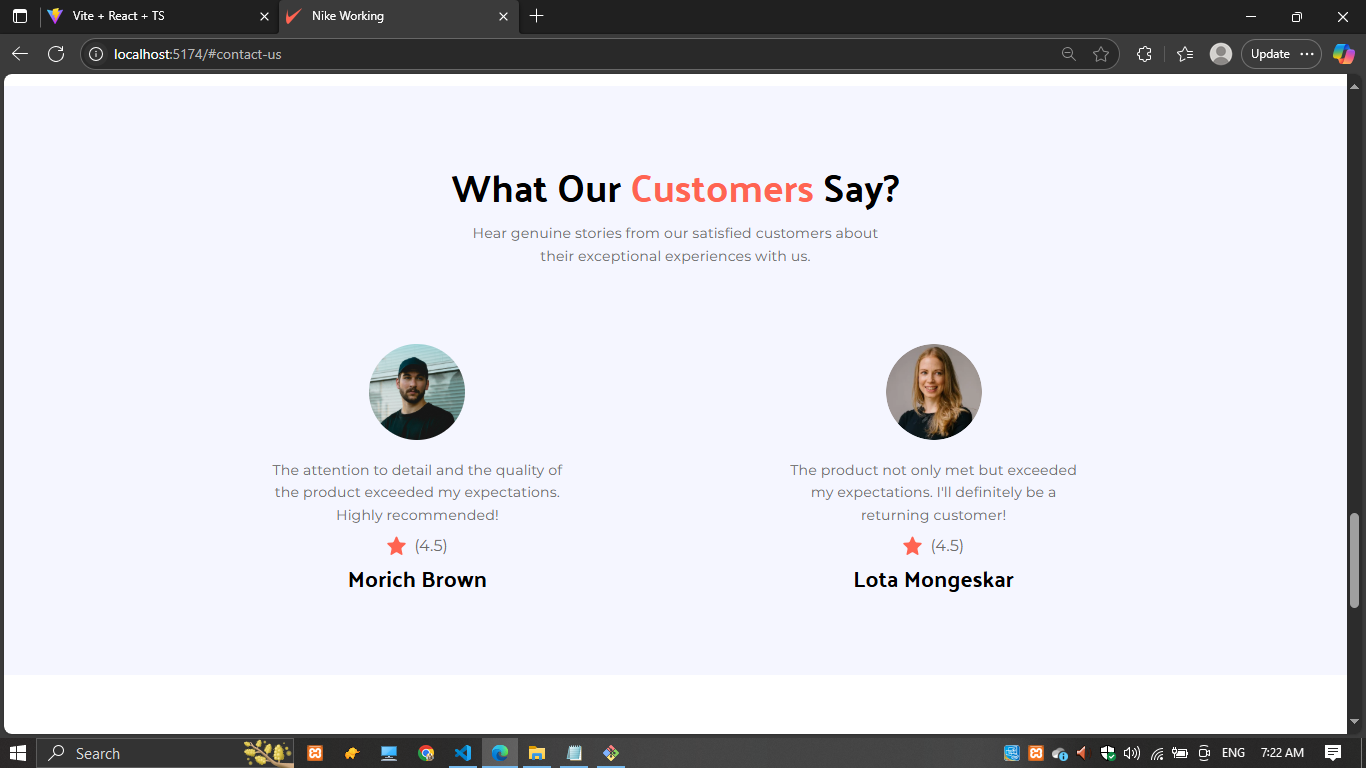 Vite + React + TS
Nike Working
localhost:5174/#contact-us
Update
What Our Customers Say?
Hear genuine stories from our satisfied customers about
their exceptional experiences with us.
The attention to detail and the quality of
the product exceeded my expectations.
Highly recommended!
(4.5)
Morich Brown
The product not only met but exceeded
my expectations. I'll definitely be a
returning customer!
(4.5)
Lota Mongeskar
Search
ENG
7:22 AM